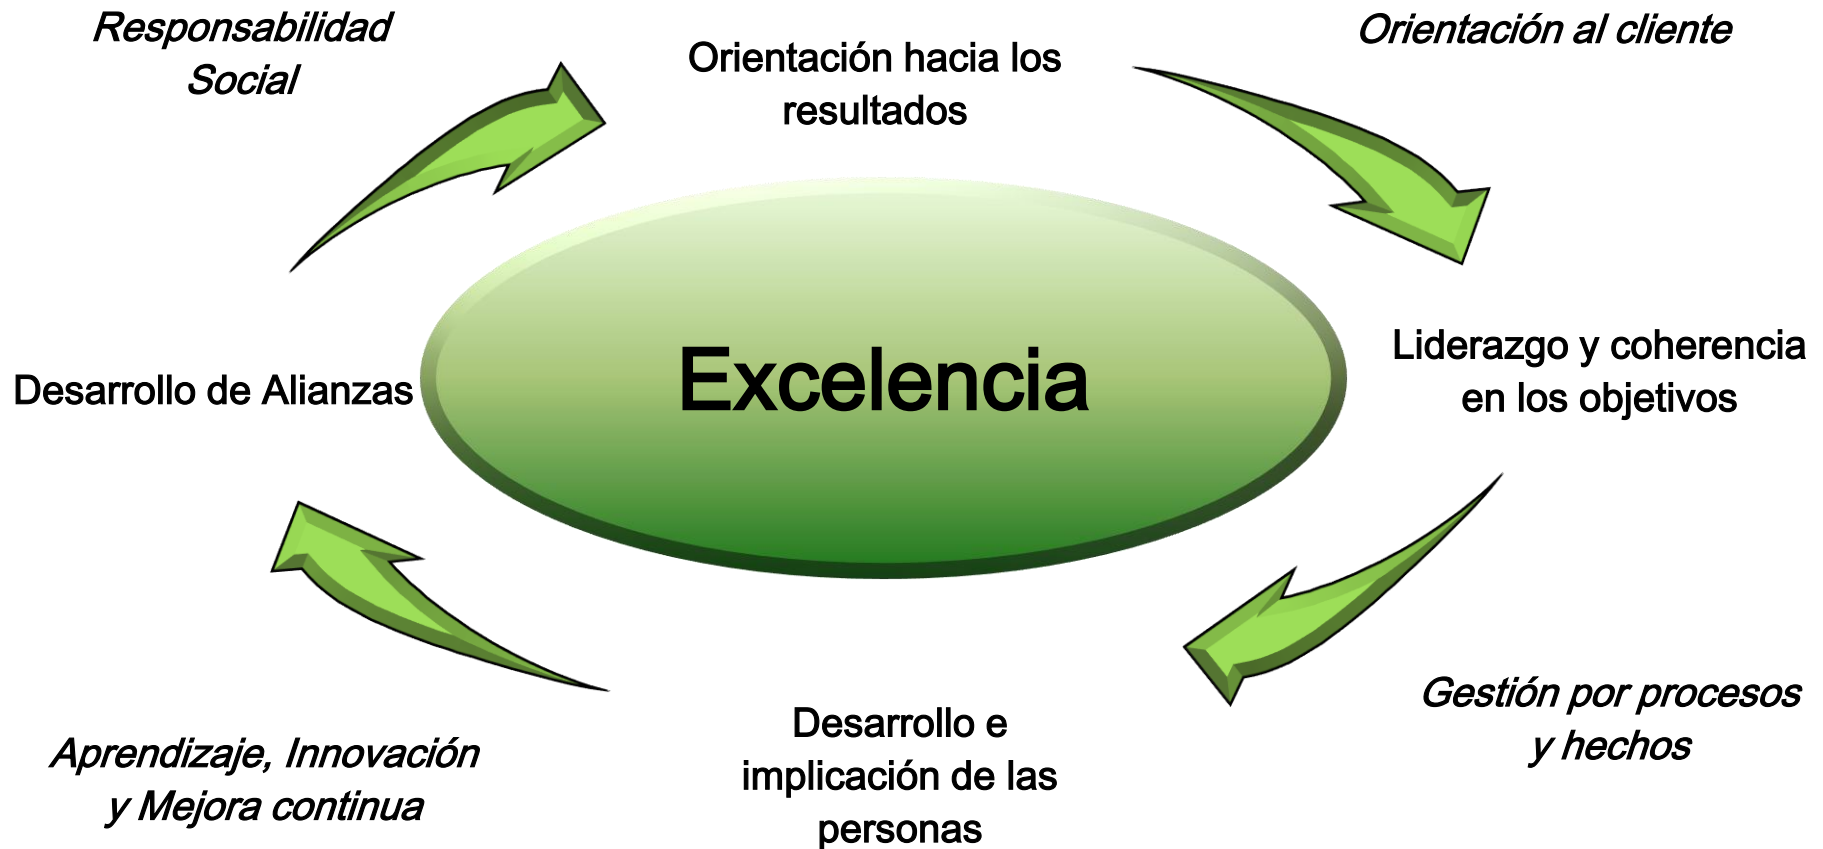 Responsabilidad
Social
Orientación hacia los
resultados
Orientación al cliente
Desarrollo de Alianzas
Excelencia
Liderazgo y coherencia
en los objetivos
Aprendizaje, Innovación
y Mejora continua
Desarrollo e
implicación de las
personas
Gestión por procesos
y hechos